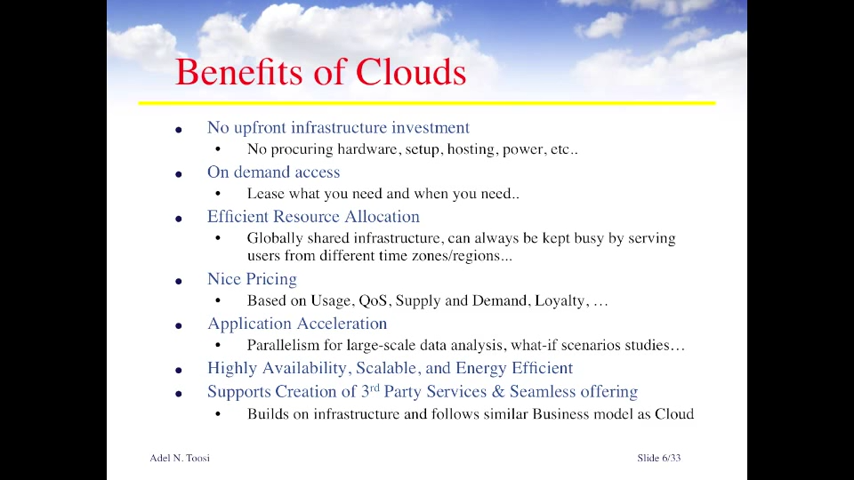 Benefits of Clouds
• No upfront infrastructure investment
• No procuring hardware, setup, hosting, power, etc..
• On demand access
• Lease what you need and when you need..
• Efficient Resource Allocation
• Globally shared infrastructure, can always be kept busy by serving
users from different time zones/regions...
• Nice Pricing
• Based on Usage, QoS, Supply and Demand, Loyalty, …
• Application Acceleration
• Parallelism for large-scale data analysis, what-if scenarios studies…
• Highly Availability, Scalable, and Energy Efficient
• Supports Creation of 3rd Party Services & Seamless offering
• Builds on infrastructure and follows similar Business model as Cloud
Adel N. Toosi
Slide 6/33